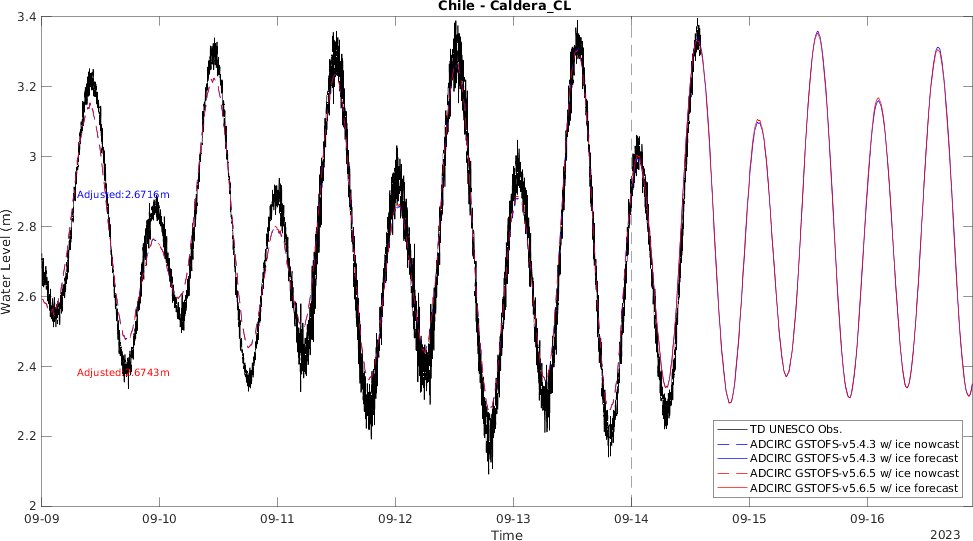 Chile - Caldera_CL
3.4
3.2
3
2.8
2.6
2.4
2.2
2
Water Level (m)
Adjusted:2.6716m
Adjusted:2.6743m
TD UNESCO Obs.
ADCIRC GSTOFS-v5.4.3 w/ ice nowcast
ADCIRC GSTOFS-v5.4.3 w/ ice forecast
ADCIRC GSTOFS-v5.6.5 w/ ice nowcast
ADCIRC GSTOFS-v5.6.5 w/ ice forecast
09-09 09-10 09-11 09-12 09-13 09-14 09-15 09-16
Time
2023